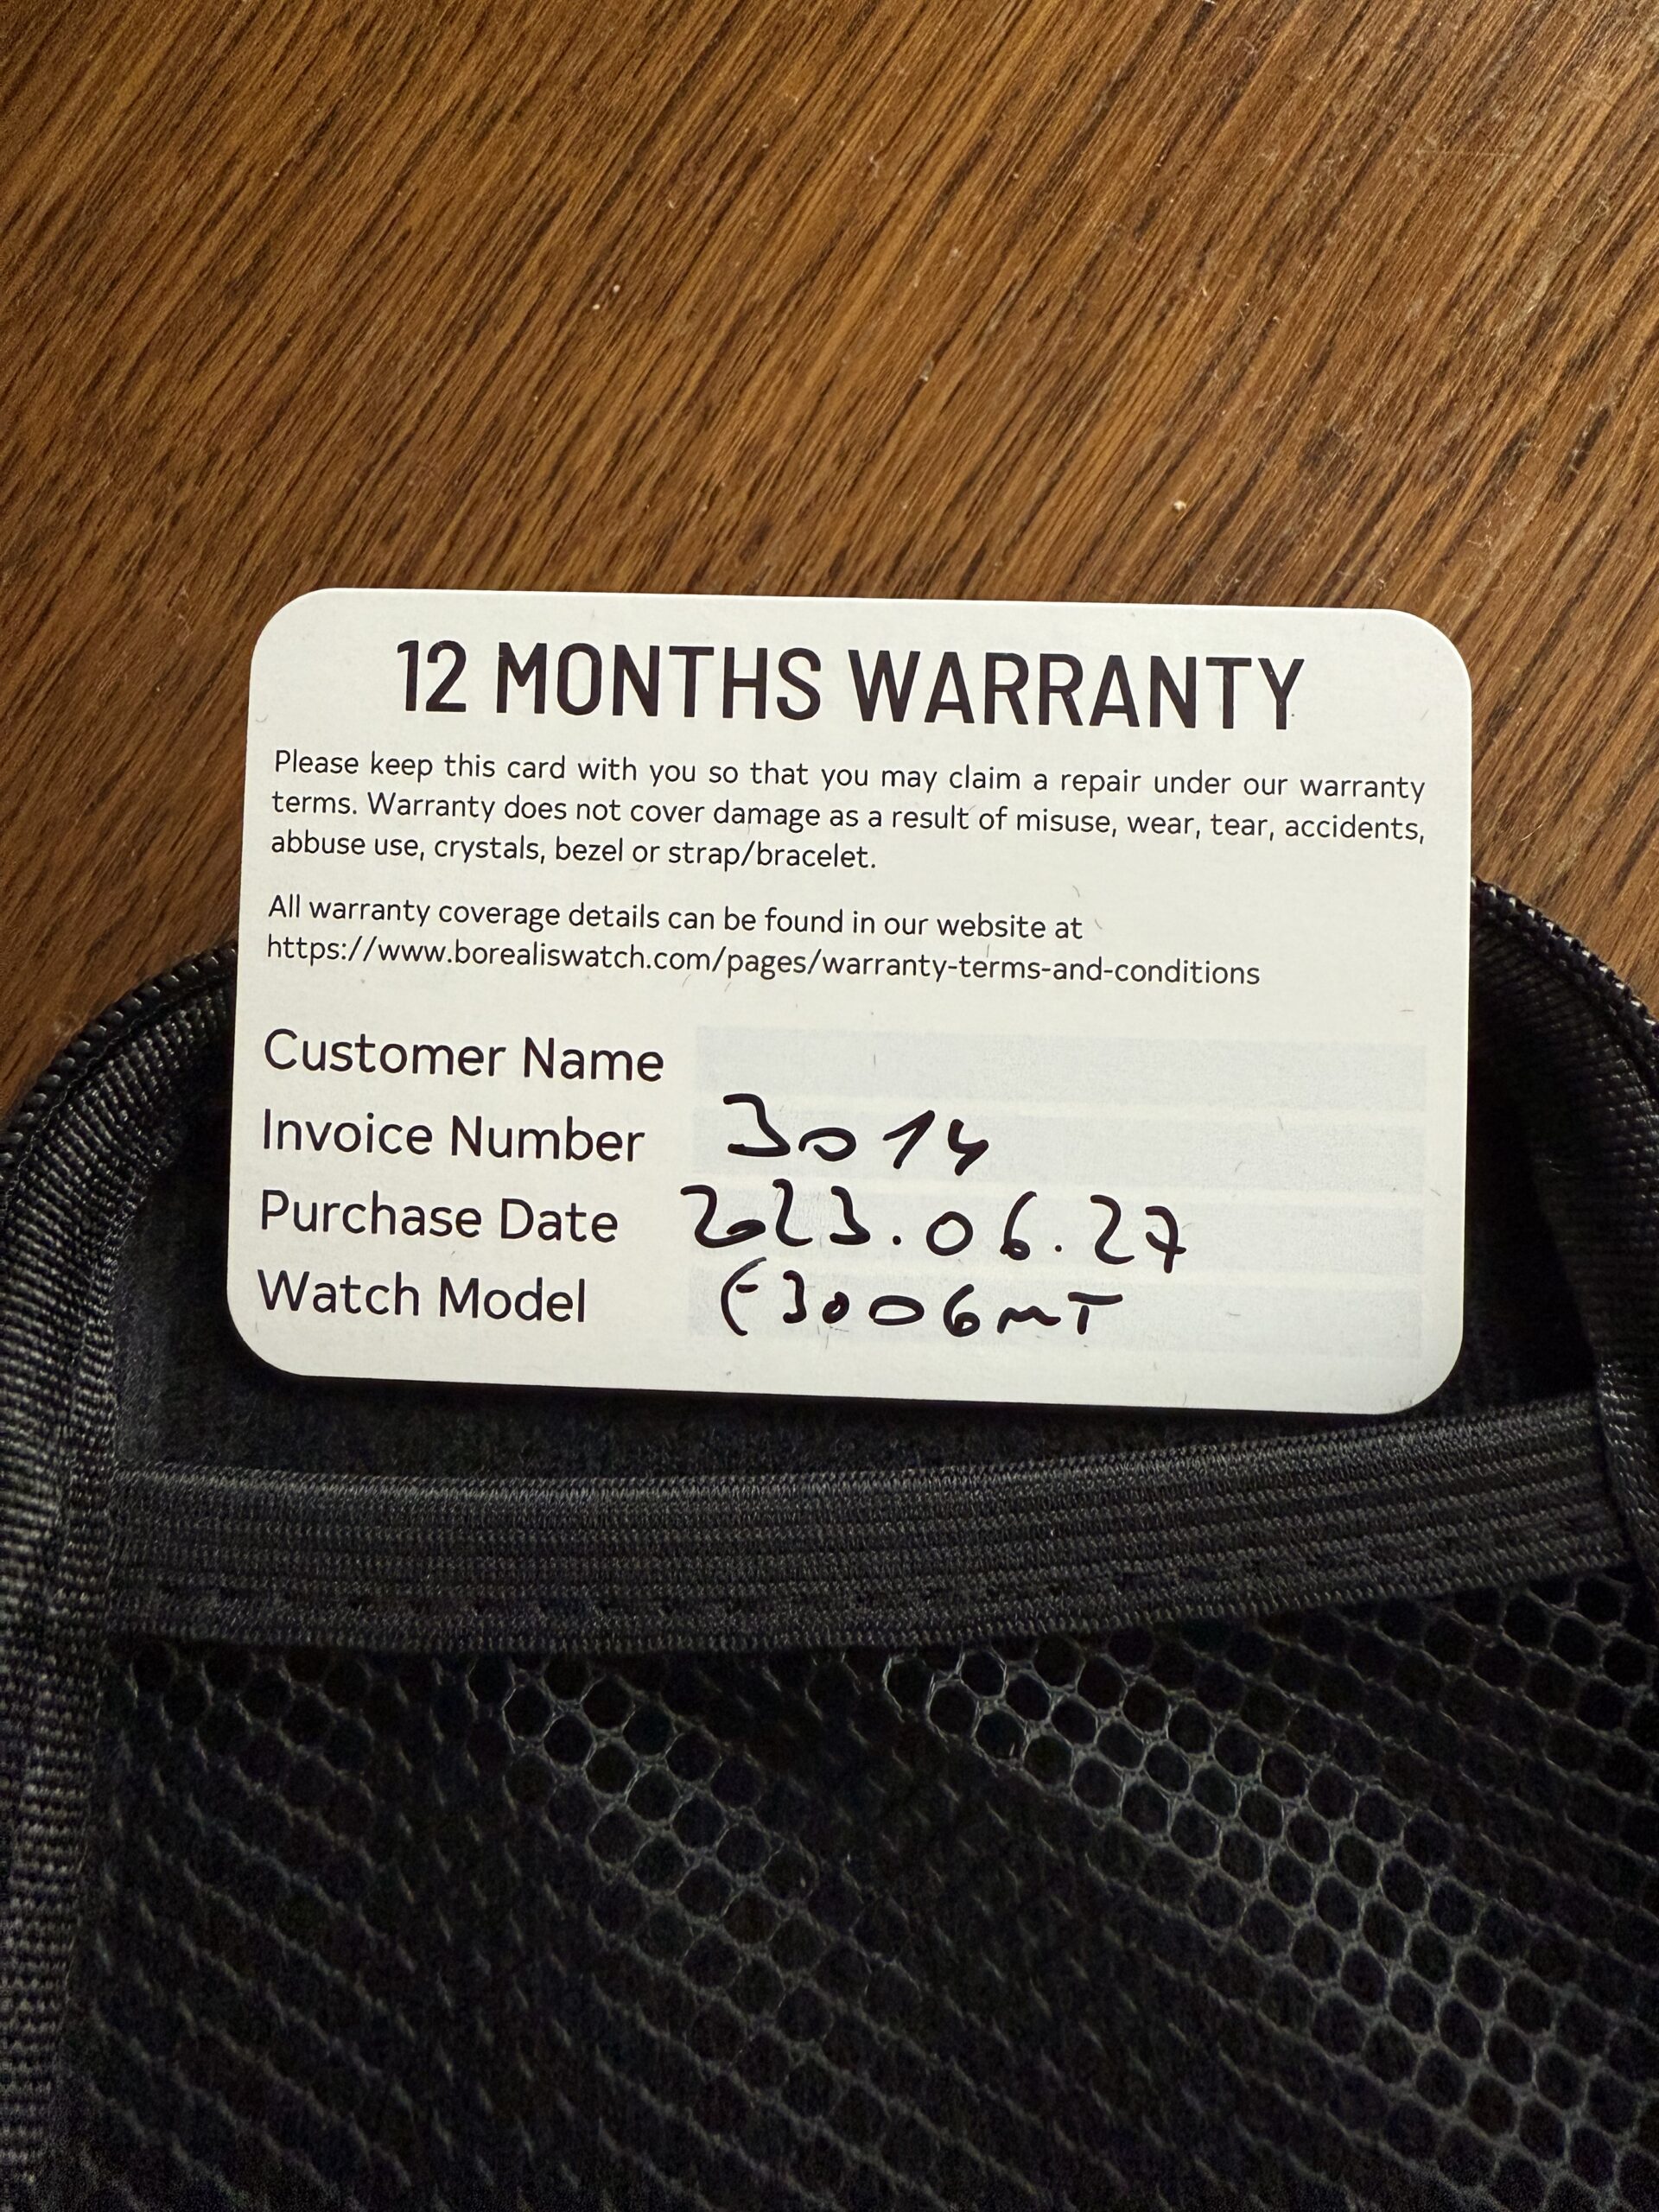 12 MONTHS WARRANTY
Please keep this card with you so that you may claim a repair under our warranty
terms. Warranty does not cover damage as a result of misuse, wear, tear, accidents,
abbuse use, crystals, bezel or strap/bracelet.
All warranty coverage details can be found in our website at
https://www.borealiswatch.com/pages/warranty-terms-and-conditions
Customer Name
Invoice Number 3014
Purchase Date 2023.06.27
Watch Model